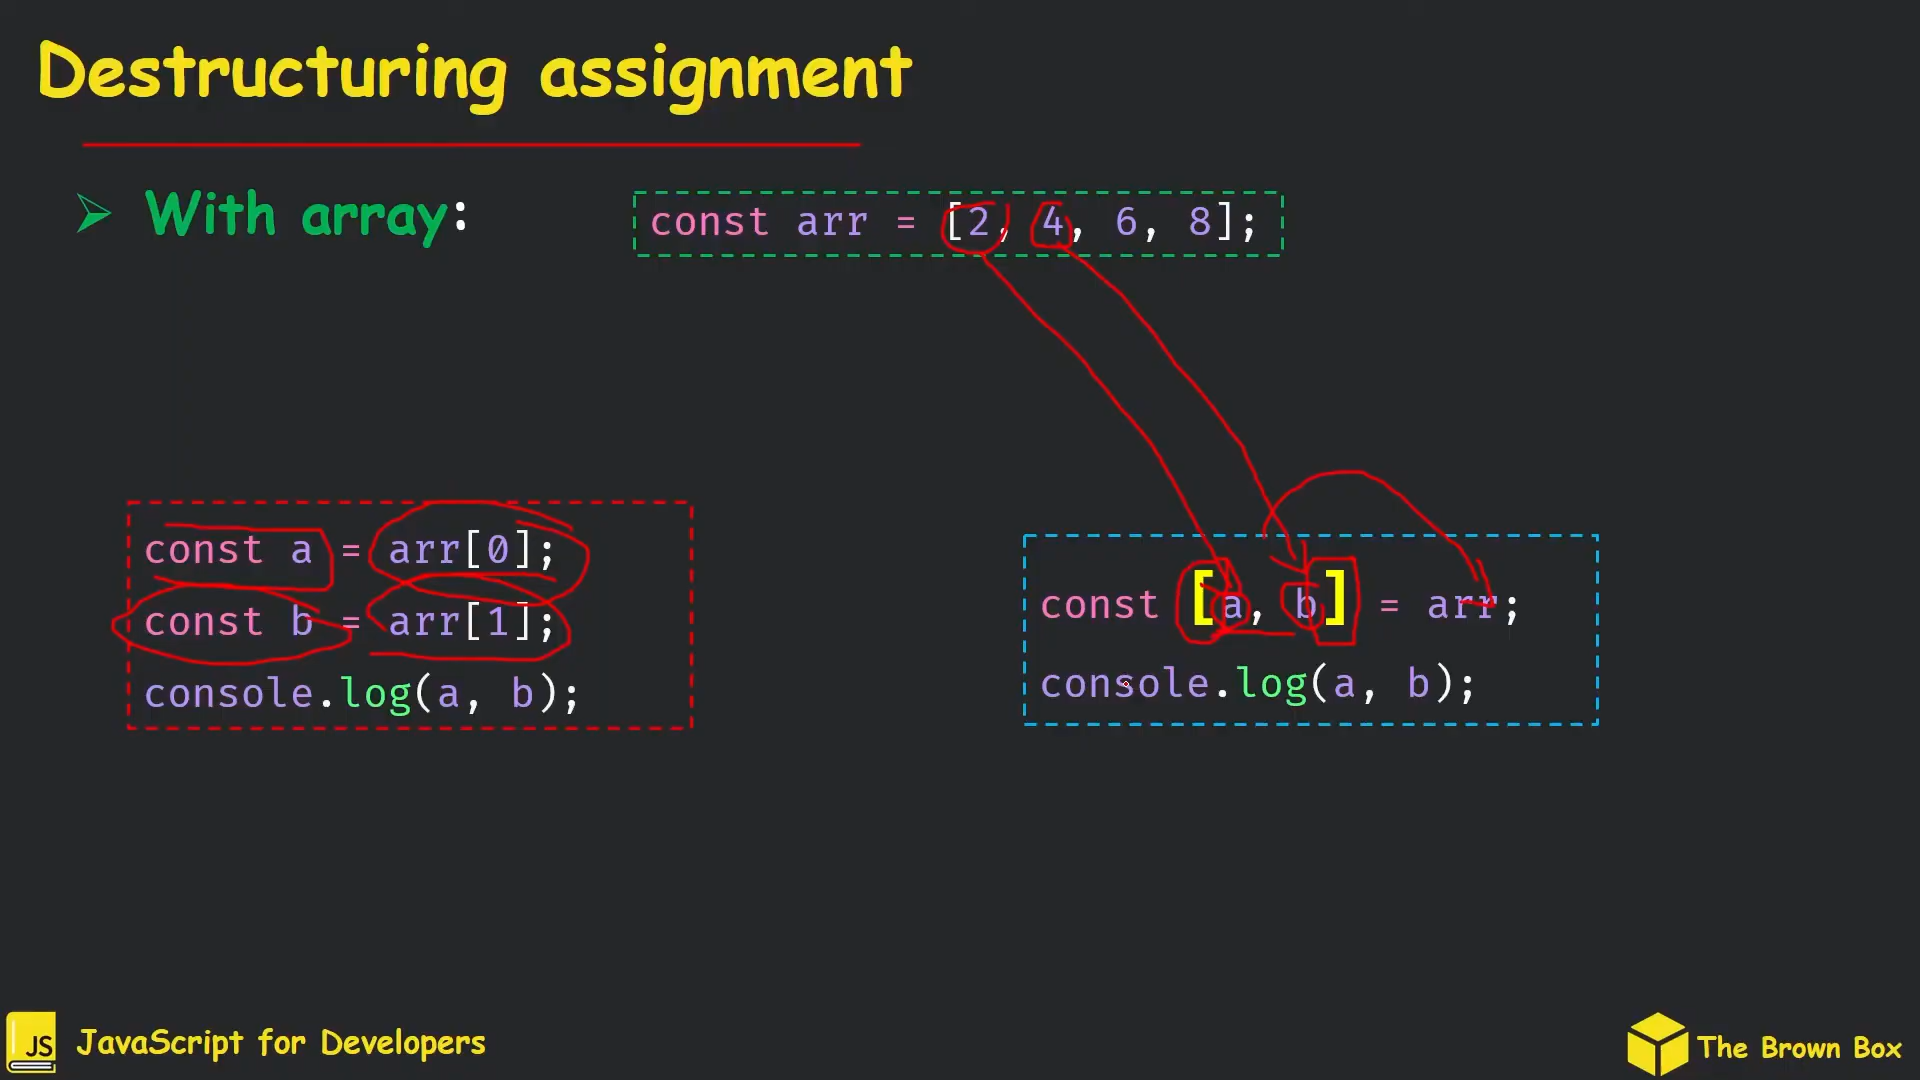 Destructuring assignment
With array:
const arr = [2, 4, 6, 8];
const a = arr[0];
const b = arr[1];
console.log(a, b);
const [a, b] = arr;
console.log(a, b);
JS
JavaScript for Developers
The Brown Box